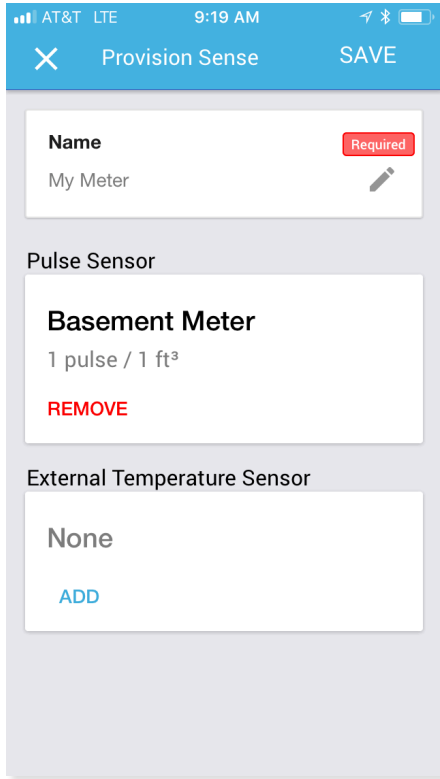 AT&T LTE 9:19 AM
Provision Sense SAVE
Name Required
My Meter
Pulse Sensor
Basement Meter
1 pulse / 1 ft³
REMOVE
External Temperature Sensor
None
ADD